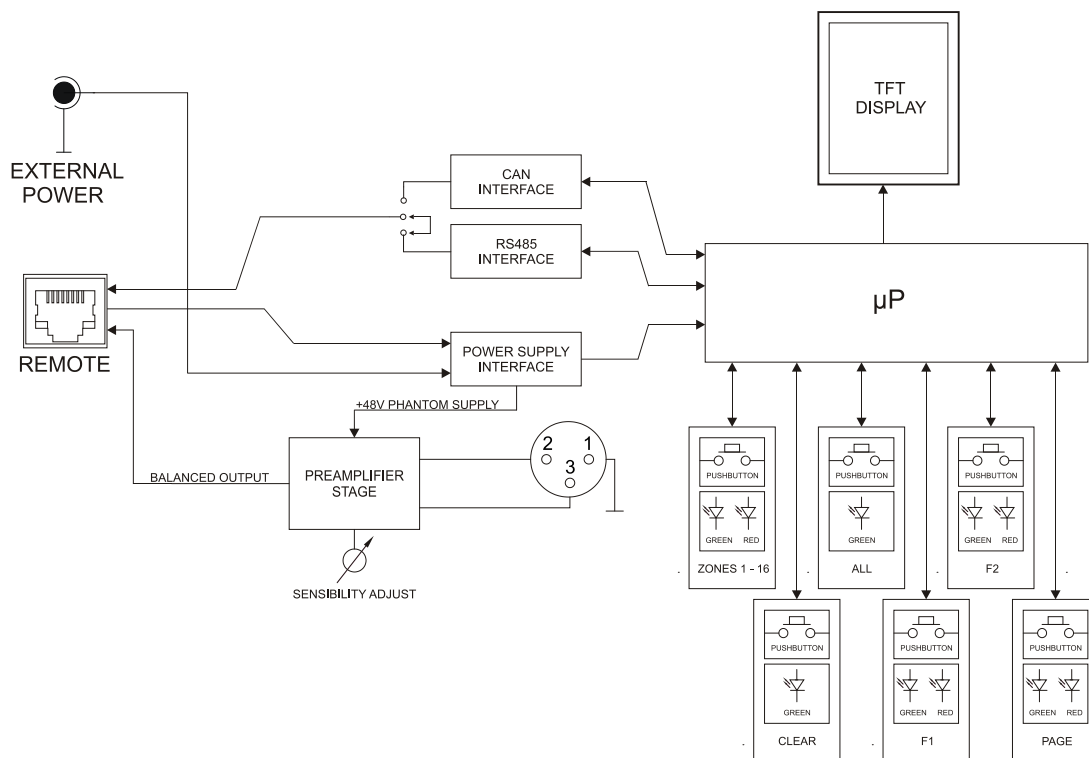 TFT
DISPLAY
EXTERNAL
POWER
CAN
INTERFACE
RS485
INTERFACE
µP
REMOTE
POWER SUPPLY
INTERFACE
+48V PHANTOM SUPPLY
BALANCED OUTPUT
PREAMPLIFIER
STAGE
2 1
3
SENSIBILITY ADJUST
PUSHBUTTON
GREEN RED
ZONES 1 - 16
PUSHBUTTON
GREEN
ALL
PUSHBUTTON
GREEN RED
F2
PUSHBUTTON
GREEN
CLEAR
PUSHBUTTON
GREEN RED
F1
PUSHBUTTON
GREEN RED
PAGE